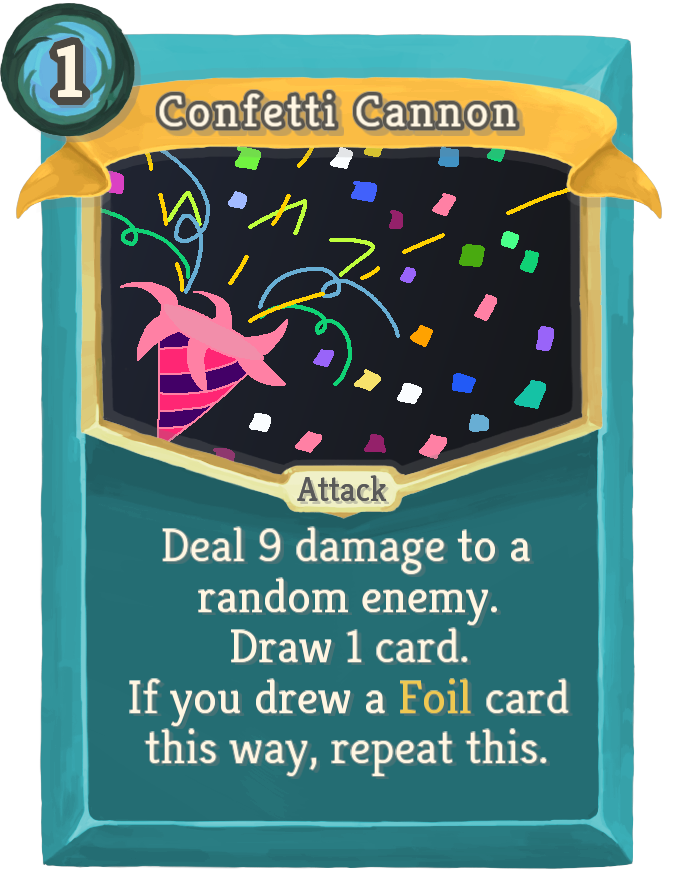 1
Confetti Cannon
Attack
Deal 9 damage to a
random enemy.
Draw 1 card.
If you drew a Foil card
this way, repeat this.